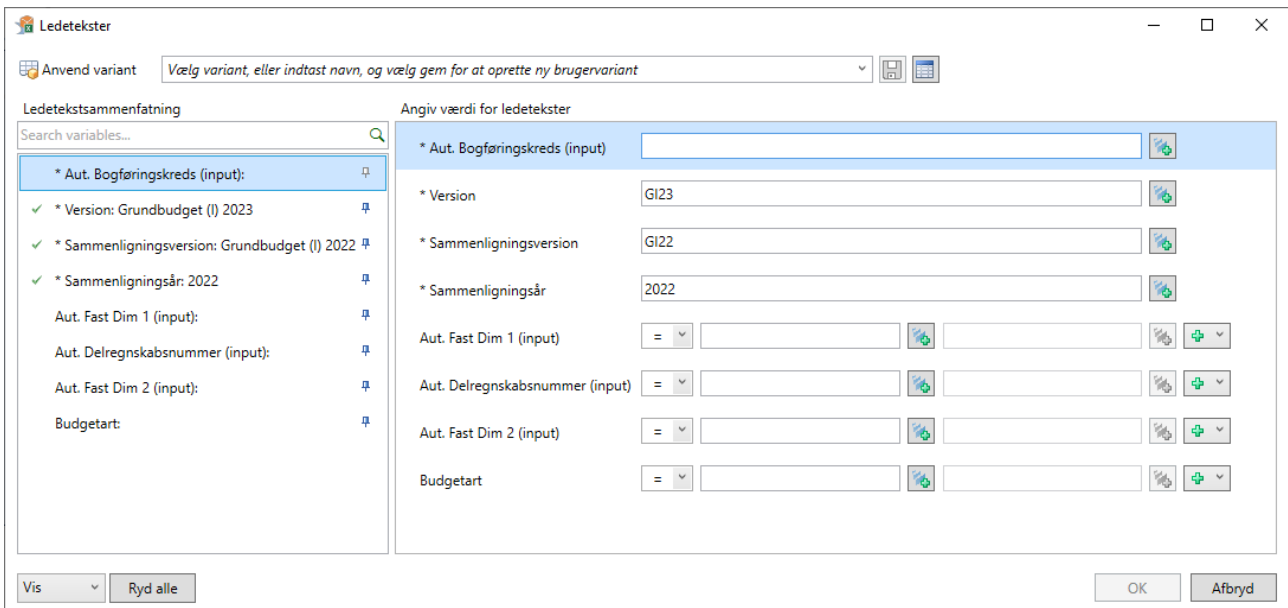 Ledetekster
Anvend variant
Vælg variant, eller indtast navn, og vælg gem for at oprette ny brugervariant
Ledetekstsammenfatning
Search variables...
* Aut. Bogføringskreds (input):
* Version: Grundbudget (I) 2023
* Sammenligningsversion: Grundbudget (I) 2022
* Sammenligningsår: 2022
Aut. Fast Dim 1 (input):
Aut. Delregnskabsnummer (input):
Aut. Fast Dim 2 (input):
Budgetart:
Angiv værdi for ledetekster
* Aut. Bogføringskreds (input)
* Version GI23
* Sammenligningsversion GI22
* Sammenligningsår 2022
Aut. Fast Dim 1 (input) =
Aut. Delregnskabsnummer (input) =
Aut. Fast Dim 2 (input) =
Budgetart =
Vis Ryd alle OK Afbryd